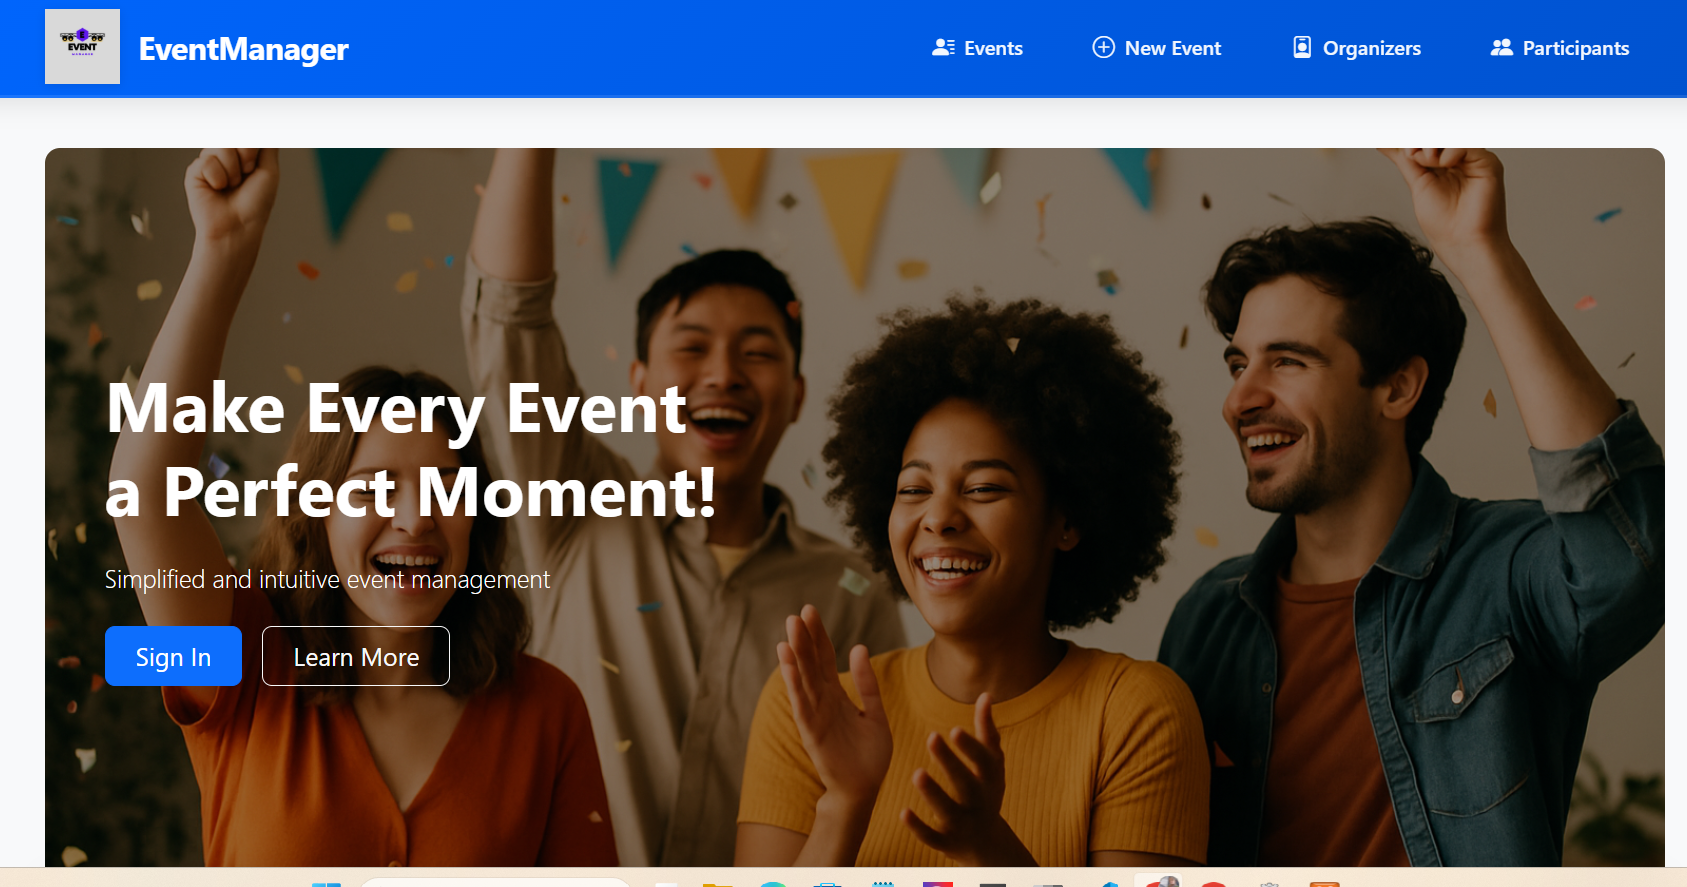 EVENT
MANAGER
EventManager
Events
New Event
Organizers
Participants
Make Every Event
a Perfect Moment!
Simplified and intuitive event management
Sign In
Learn More